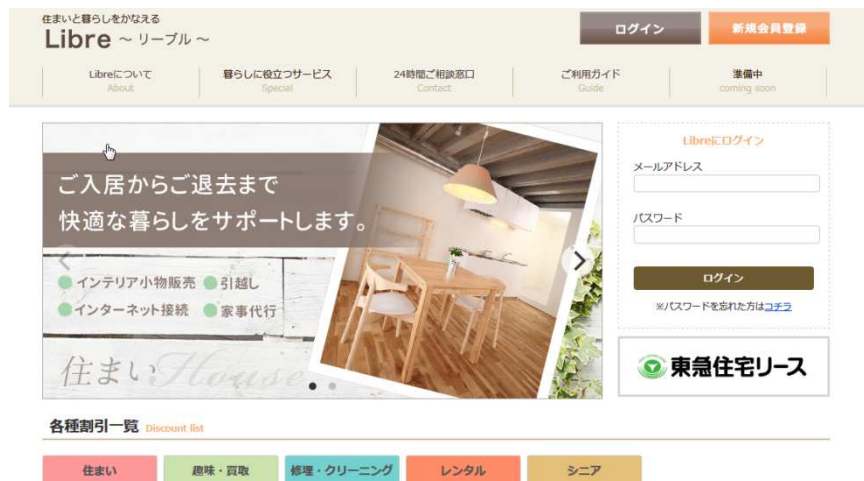 住まいと暮らしをかなえる
Libre ～ リーブル ～
ログイン
新規会員登録
Libreについて
About
暮らしに役立つサービス
Special
24時間ご相談窓口
Contact
ご利用ガイド
Guide
準備中
coming soon
ご入居からご退去まで
快適な暮らしをサポートします。
インテリア小物販売 引越し
インターネット接続 家事代行
住まい House
Libreにログイン
メールアドレス
パスワード
ログイン
※パスワードを忘れた方はコチラ
東急住宅リース
各種割引一覧 Discount list
住まい
趣味・買取
修理・クリーニング
レンタル
シニア